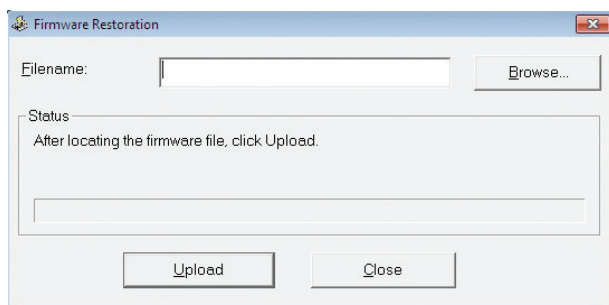 Firmware Restoration
Filename:
Browse...
Status
After locating the firmware file, click Upload.
Upload
Close